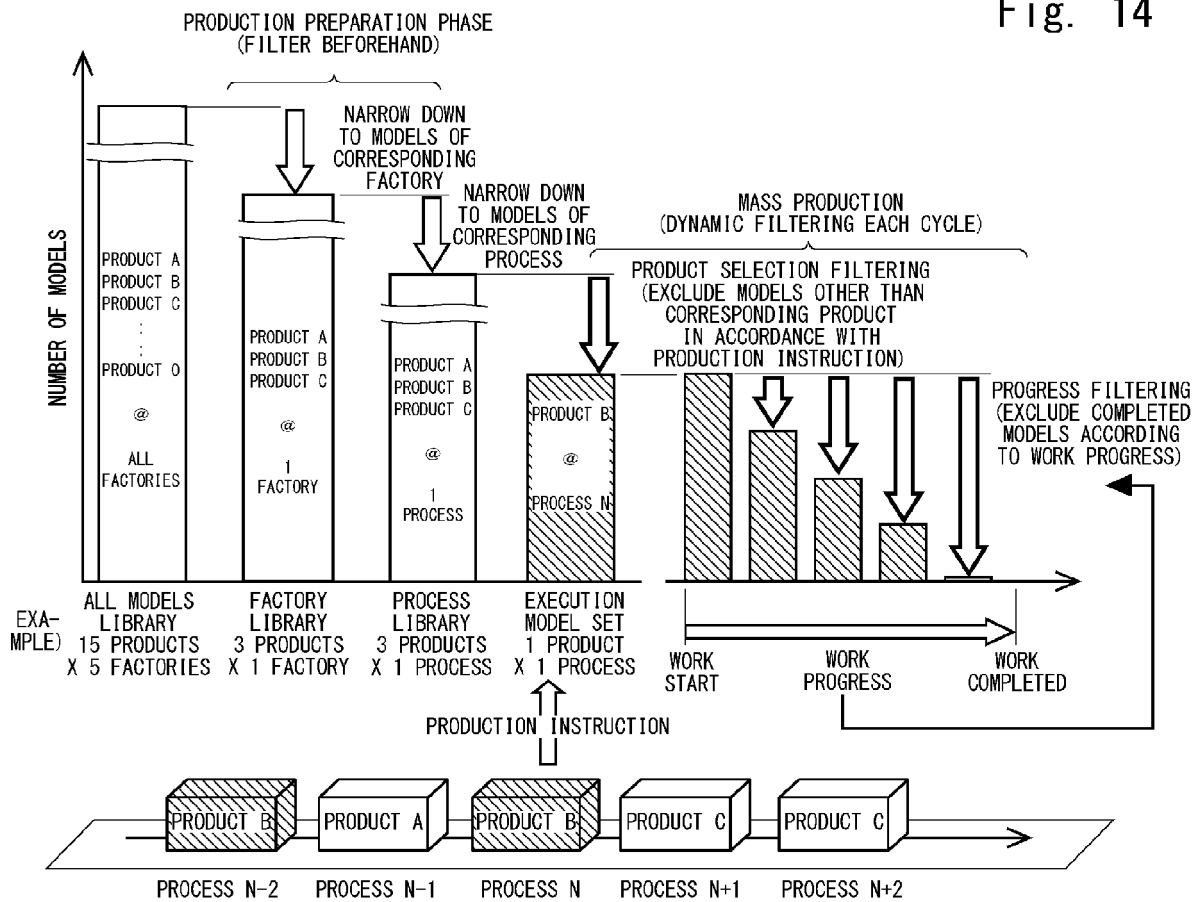 Fig. 14
PRODUCTION PREPARATION PHASE
(FILTER BEFOREHAND)
NARROW DOWN
TO MODELS OF
CORRESPONDING
FACTORY
NARROW DOWN
TO MODELS OF
CORRESPONDING
PROCESS
MASS PRODUCTION
(DYNAMIC FILTERING EACH CYCLE)
PRODUCT SELECTION FILTERING
(EXCLUDE MODELS OTHER THAN
CORRESPONDING PRODUCT
IN ACCORDANCE WITH
PRODUCTION INSTRUCTION)
PROGRESS FILTERING
(EXCLUDE COMPLETED
MODELS ACCORDING
TO WORK PROGRESS)
NUMBER OF MODELS
PRODUCT A
PRODUCT B
PRODUCT C
:
:
PRODUCT O
@
ALL
FACTORIES
PRODUCT A
PRODUCT B
PRODUCT C
@
1
FACTORY
PRODUCT A
PRODUCT B
PRODUCT C
@
1
PROCESS
PRODUCT B
@
PROCESS N
EXA-
MPLE)
ALL MODELS
LIBRARY
15 PRODUCTS
X 5 FACTORIES
FACTORY
LIBRARY
3 PRODUCTS
X 1 FACTORY
PROCESS
LIBRARY
3 PRODUCTS
X 1 PROCESS
EXECUTION
MODEL SET
1 PRODUCT
X 1 PROCESS
WORK
START
WORK
PROGRESS
WORK
COMPLETED
PRODUCTION INSTRUCTION
PRODUCT B
PRODUCT A
PRODUCT B
PRODUCT C
PRODUCT C
PROCESS N-2
PROCESS N-1
PROCESS N
PROCESS N+1
PROCESS N+2